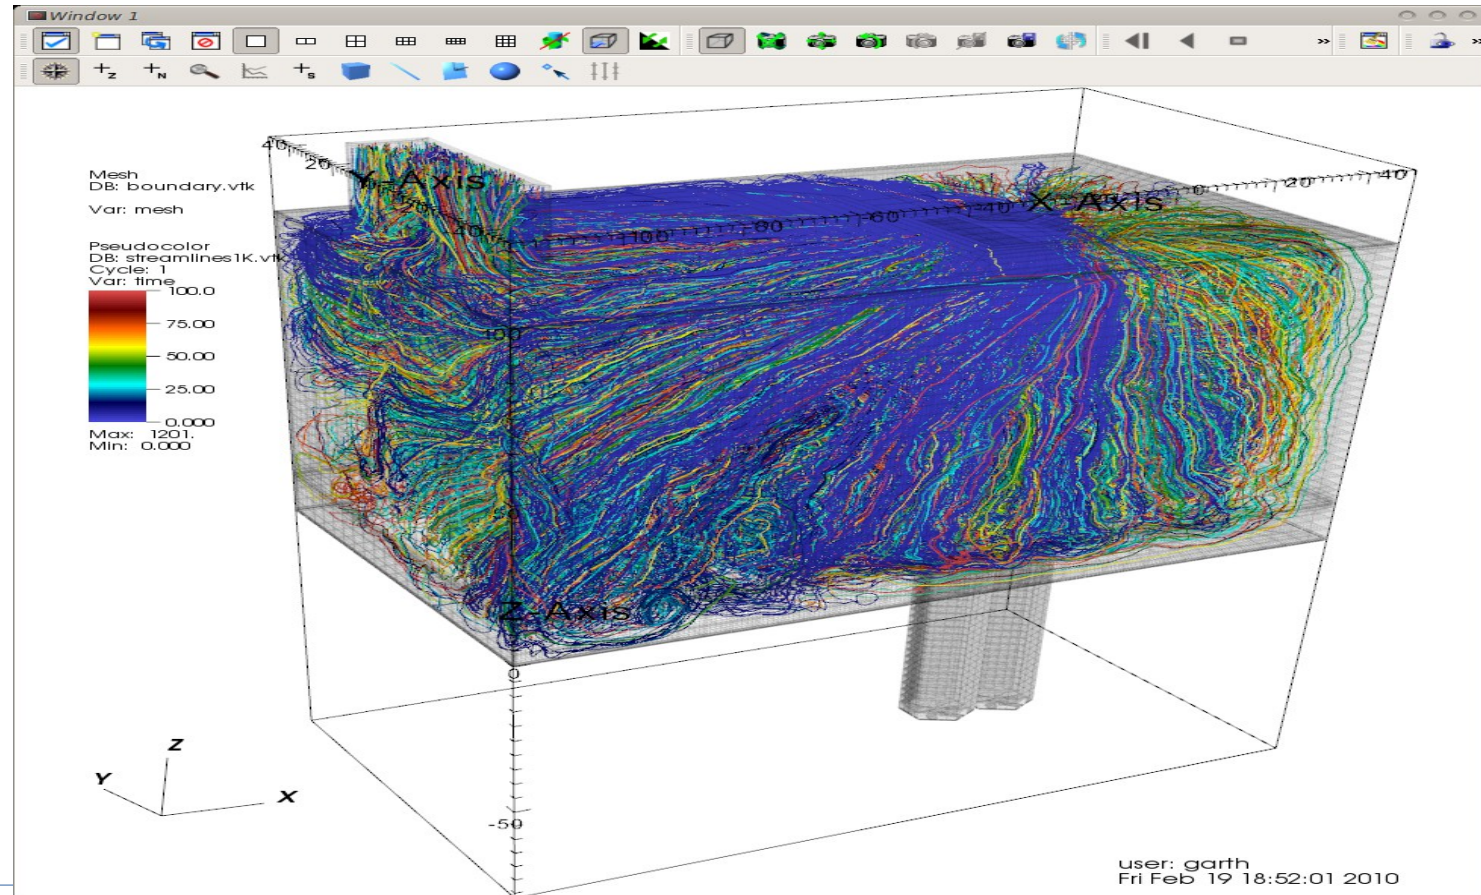 Window 1
+z
+N
+s
»
»
Mesh
DB: boundary.vtk
Var: mesh
Pseudocolor
DB: streamlines1K.vtk
Cycle: 1
Var: time
100.0
75.00
50.00
25.00
0.000
Max: 1201.
Min: 0.000
40
20
Y-Axis
-100
-80
-60
-40
X-Axis
0
20
40
100
50
Z-Axis
0
-50
Z
Y
X
user: garth
Fri Feb 19 18:52:01 2010